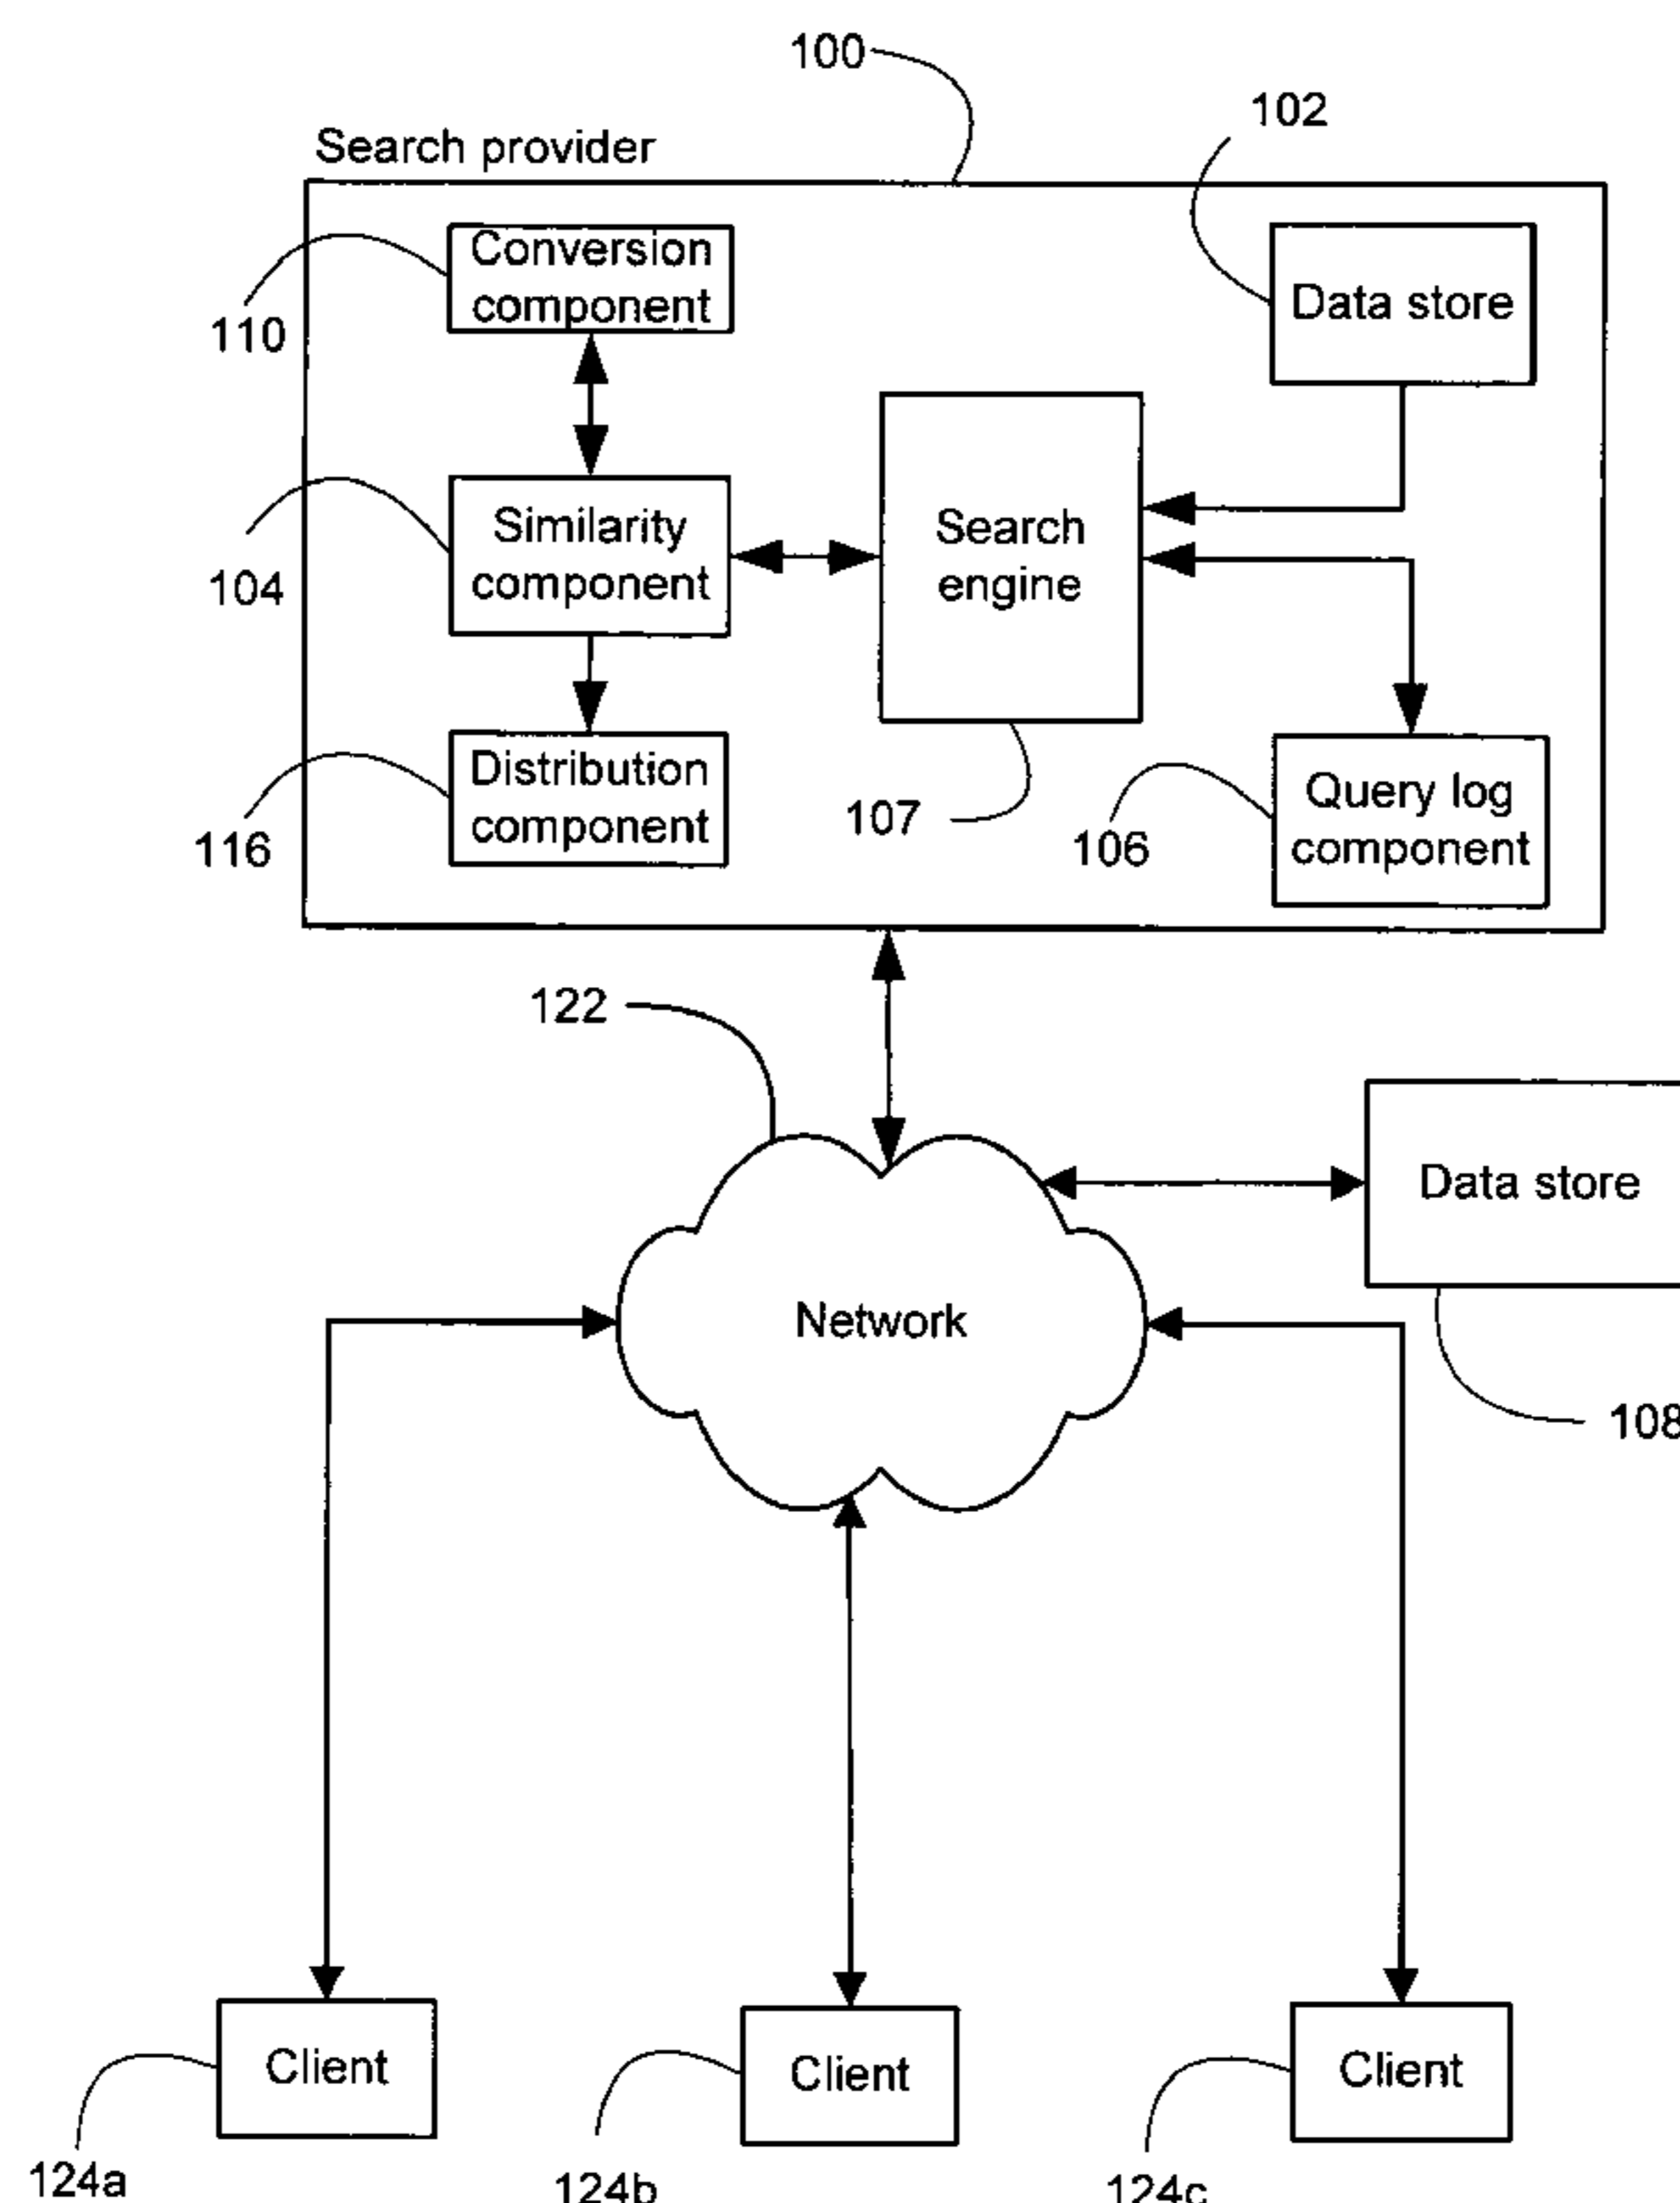 100
102
Search provider
Conversion
component
110
Data store
Similarity
component
104
Search
engine
Distribution
component
116
107
106
Query log
component
122
Data store
Network
108
Client
Client
Client
124a
124b
124c